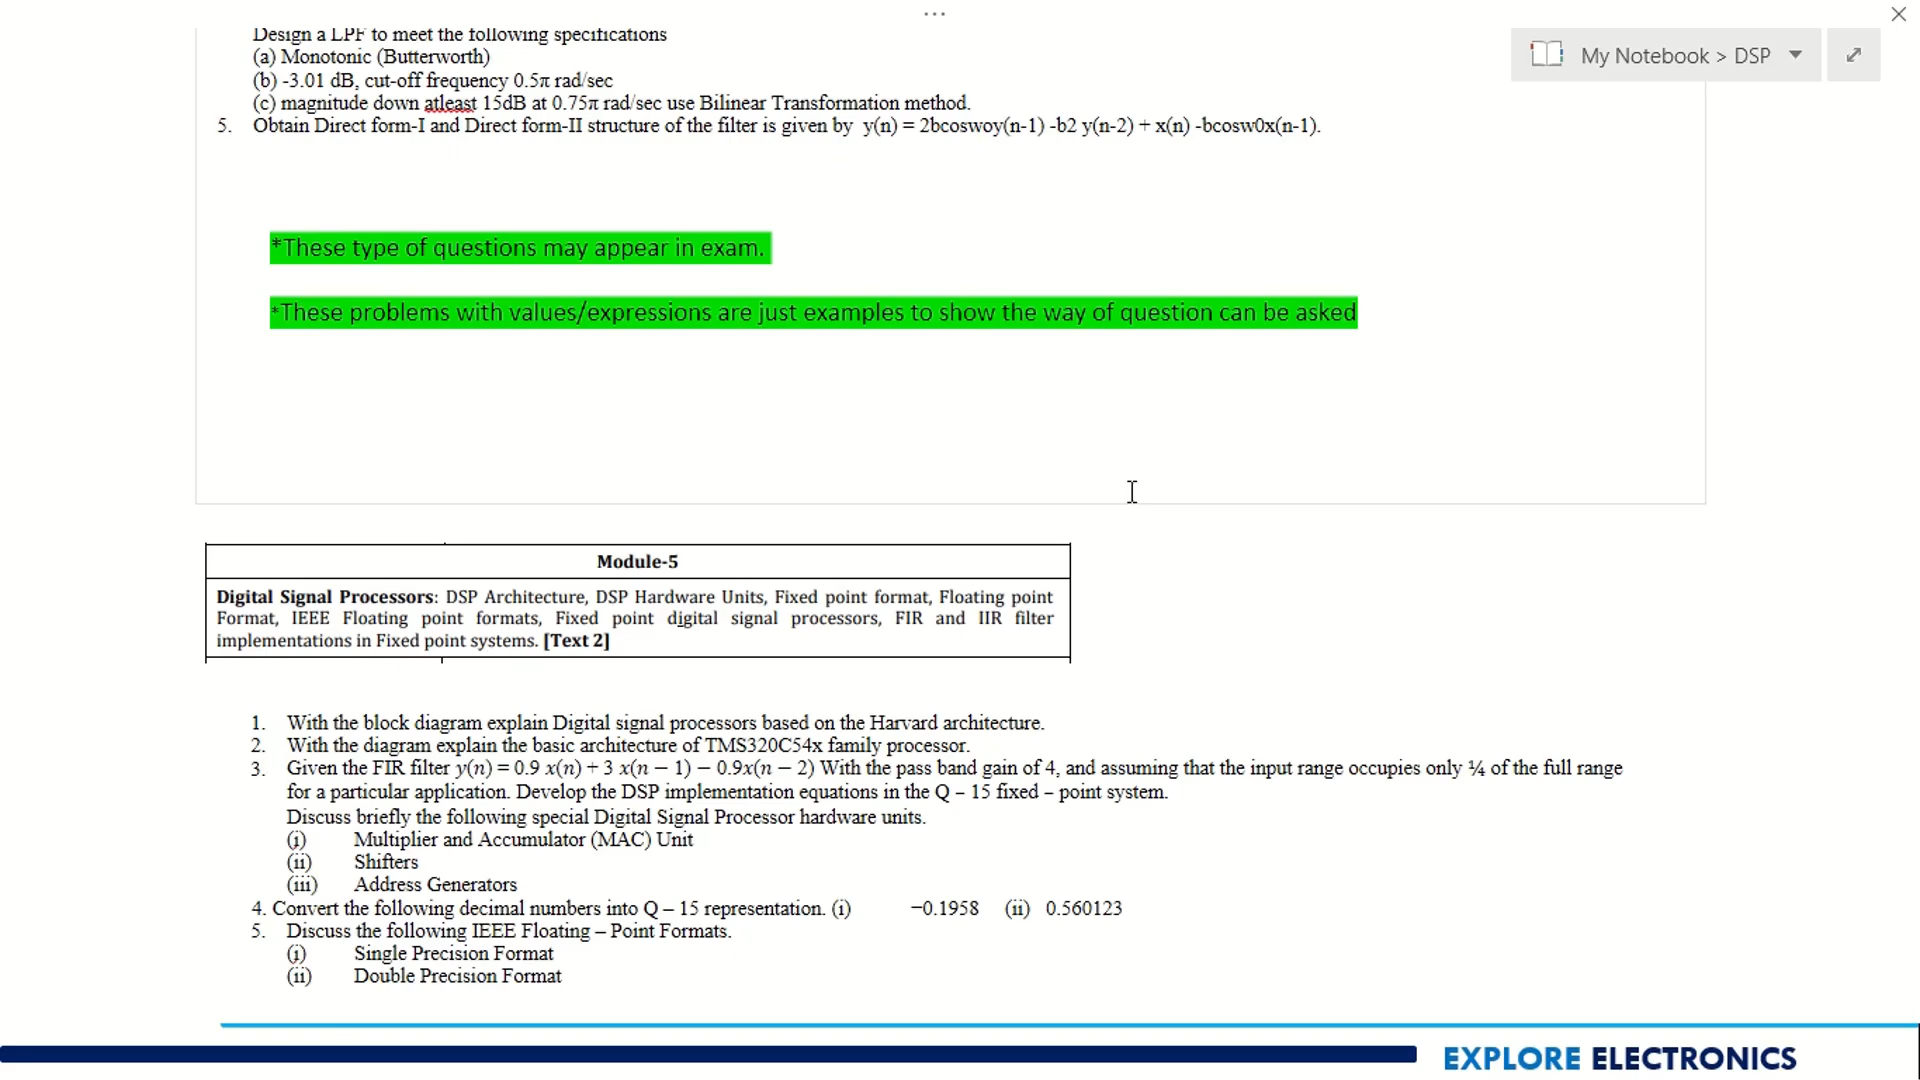 ...
Design a LPF to meet the following specifications
My Notebook > DSP
(a) Monotonic (Butterworth)
(b) -3.01 dB, cut-off frequency 0.5π rad/sec
(c) magnitude down atleast 15dB at 0.75π rad/sec use Bilinear Transformation method.
5. Obtain Direct form-I and Direct form-II structure of the filter is given by y(n) = 2bcoswoy(n-1) -b2 y(n-2) + x(n) -bcosw0x(n-1).
*These type of questions may appear in exam.
*These problems with values/expressions are just examples to show the way of question can be asked
Module-5
Digital Signal Processors: DSP Architecture, DSP Hardware Units, Fixed point format, Floating point
Format, IEEE Floating point formats, Fixed point digital signal processors, FIR and IIR filter
implementations in Fixed point systems. [Text 2]
1. With the block diagram explain Digital signal processors based on the Harvard architecture.
2. With the diagram explain the basic architecture of TMS320C54x family processor.
3. Given the FIR filter y(n) = 0.9 x(n) + 3 x(n − 1) − 0.9x(n − 2) With the pass band gain of 4, and assuming that the input range occupies only ¼ of the full range
for a particular application. Develop the DSP implementation equations in the Q – 15 fixed – point system.
Discuss briefly the following special Digital Signal Processor hardware units.
(i) Multiplier and Accumulator (MAC) Unit
(ii) Shifters
(iii) Address Generators
4. Convert the following decimal numbers into Q – 15 representation. (i) −0.1958 (ii) 0.560123
5. Discuss the following IEEE Floating – Point Formats.
(i) Single Precision Format
(ii) Double Precision Format
EXPLORE ELECTRONICS